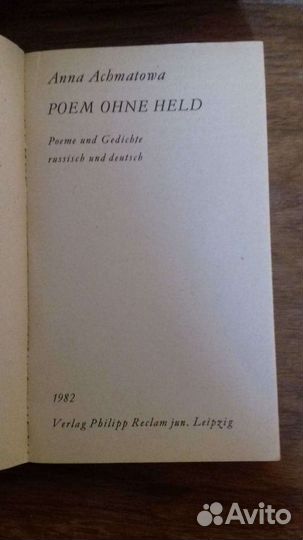 Anna Achmatowa
POEM OHNE HELD
Poeme und Gedichte
russisch und deutsch
1982
Verlag Philipp Reclam jun. Leipzig
Avito